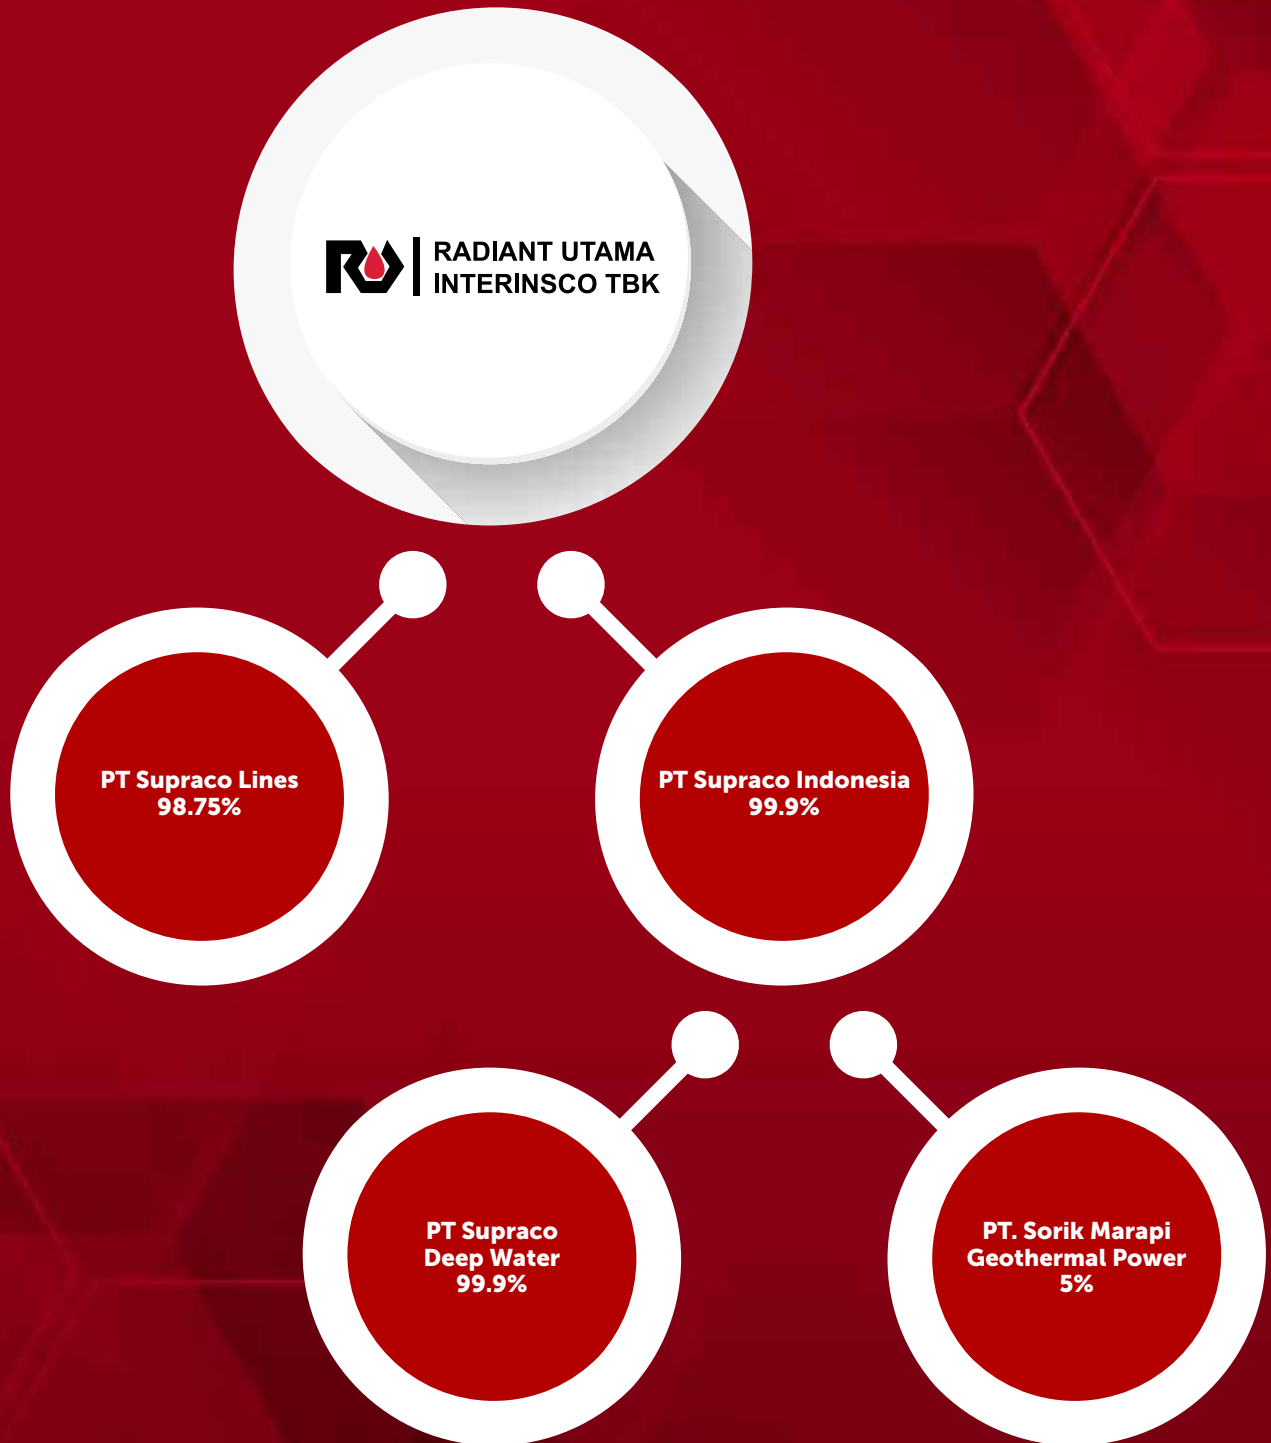 RADIANT UTAMA
INTERINSCO TBK
PT Supraco Lines
98.75%
PT Supraco Indonesia
99.9%
PT Supraco
Deep Water
99.9%
PT. Sorik Marapi
Geothermal Power
5%